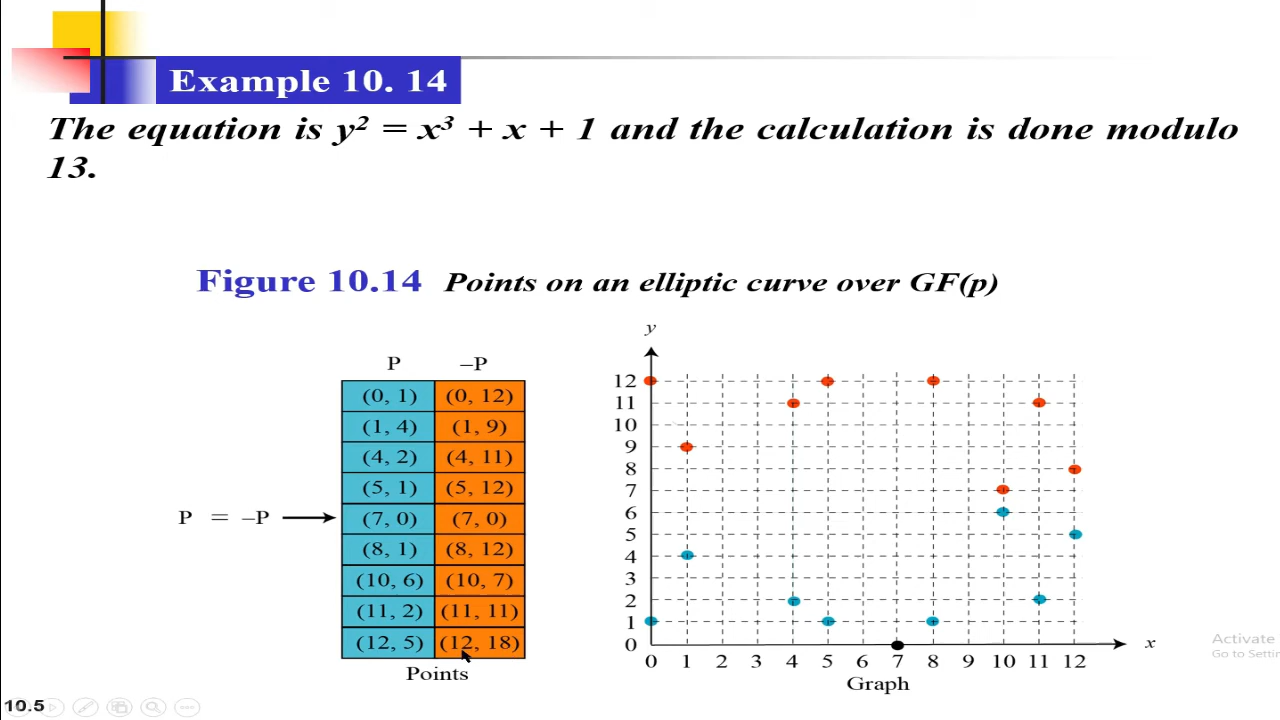 Example 10. 14
The equation is y² = x³ + x + 1 and the calculation is done modulo
13.
Figure 10.14 Points on an elliptic curve over GF(p)
P –P
(0, 1) (0, 12)
(1, 4) (1, 9)
(4, 2) (4, 11)
(5, 1) (5, 12)
P = –P
(7, 0) (7, 0)
(8, 1) (8, 12)
(10, 6) (10, 7)
(11, 2) (11, 11)
(12, 5) (12, 18)
Points
y
12
11
10
9
8
7
6
5
4
3
2
1
0
x
0 1 2 3 4 5 6 7 8 9 10 11 12
Graph
Activate
Go to Settin
10.5